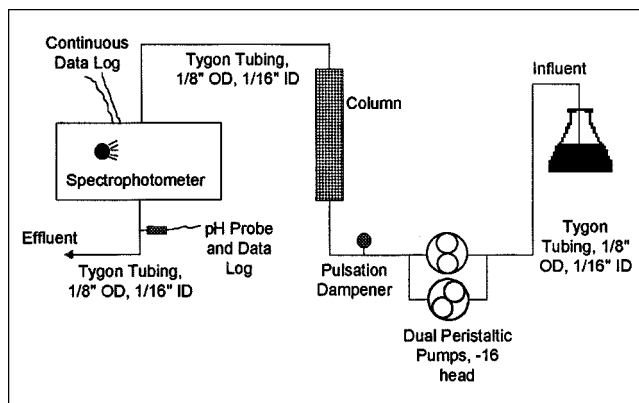 Continuous
Data Log
Tygon Tubing,
1/8" OD, 1/16" ID
Column
Influent
Spectrophotometer
Effluent
pH Probe
and Data
Log
Tygon Tubing,
1/8" OD, 1/16" ID
Pulsation
Dampener
Tygon
Tubing, 1/8"
OD, 1/16" ID
Dual Peristaltic
Pumps, -16
head